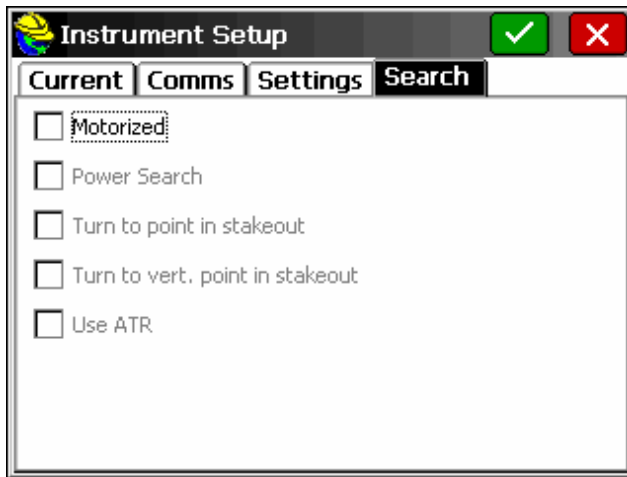 Instrument Setup
Current Comms Settings Search
Motorized
Power Search
Turn to point in stakeout
Turn to vert. point in stakeout
Use ATR